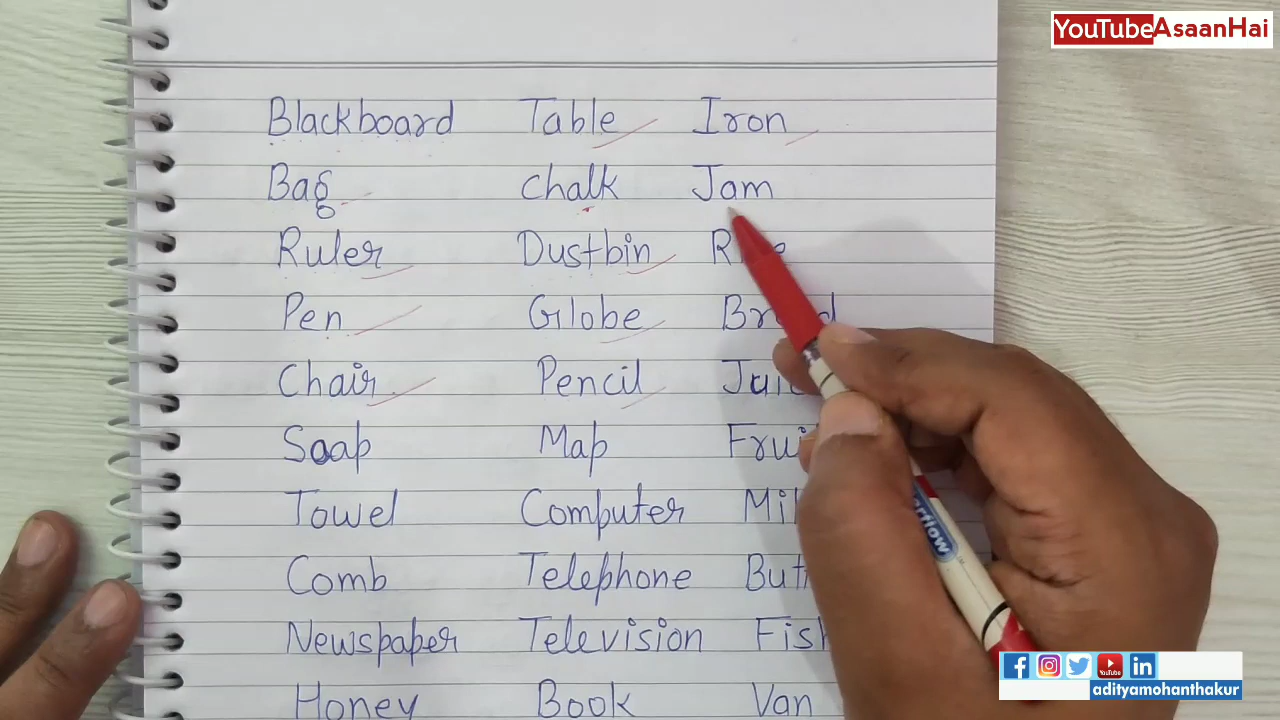 YouTubeAsaanHai
Blackboard Table Iron
Bag Chalk Jam
Ruler Dustbin
Pen Globe
Chair Pencil
Soap Map
Towel Computer
Comb Telephone
Newspaper Television
Honey Book Van
YouTube
adityamohanthakur